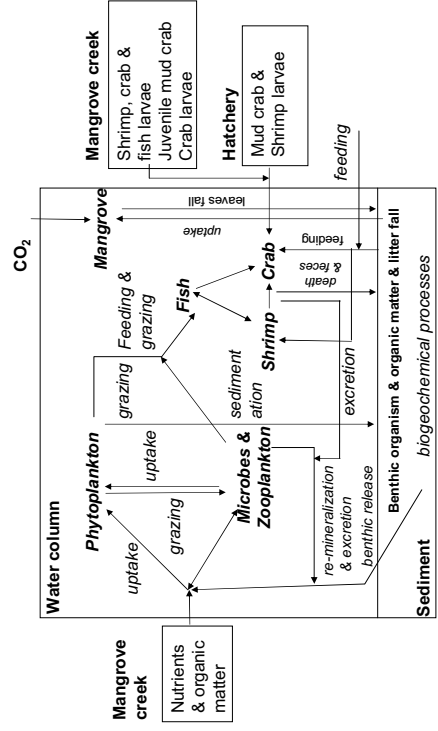 CO2
Water column
Mangrove
creek
Nutrients
& organic
matter
Phytoplankton
uptake
uptake
grazing
grazing
Feeding &
grazing
Microbes &
Zooplankton
sediment
ation
Fish
Shrimp
Crab
Mangrove
uptake
leaves fall
feeding
death
& feces
excretion
re-mineralization
& excretion
benthic release
Benthic organism & organic matter & litter fall
biogeochemical processes
Sediment
feeding
Mangrove creek
Shrimp, crab &
fish larvae
Juvenile mud crab
Crab larvae
Hatchery
Mud crab &
Shrimp larvae